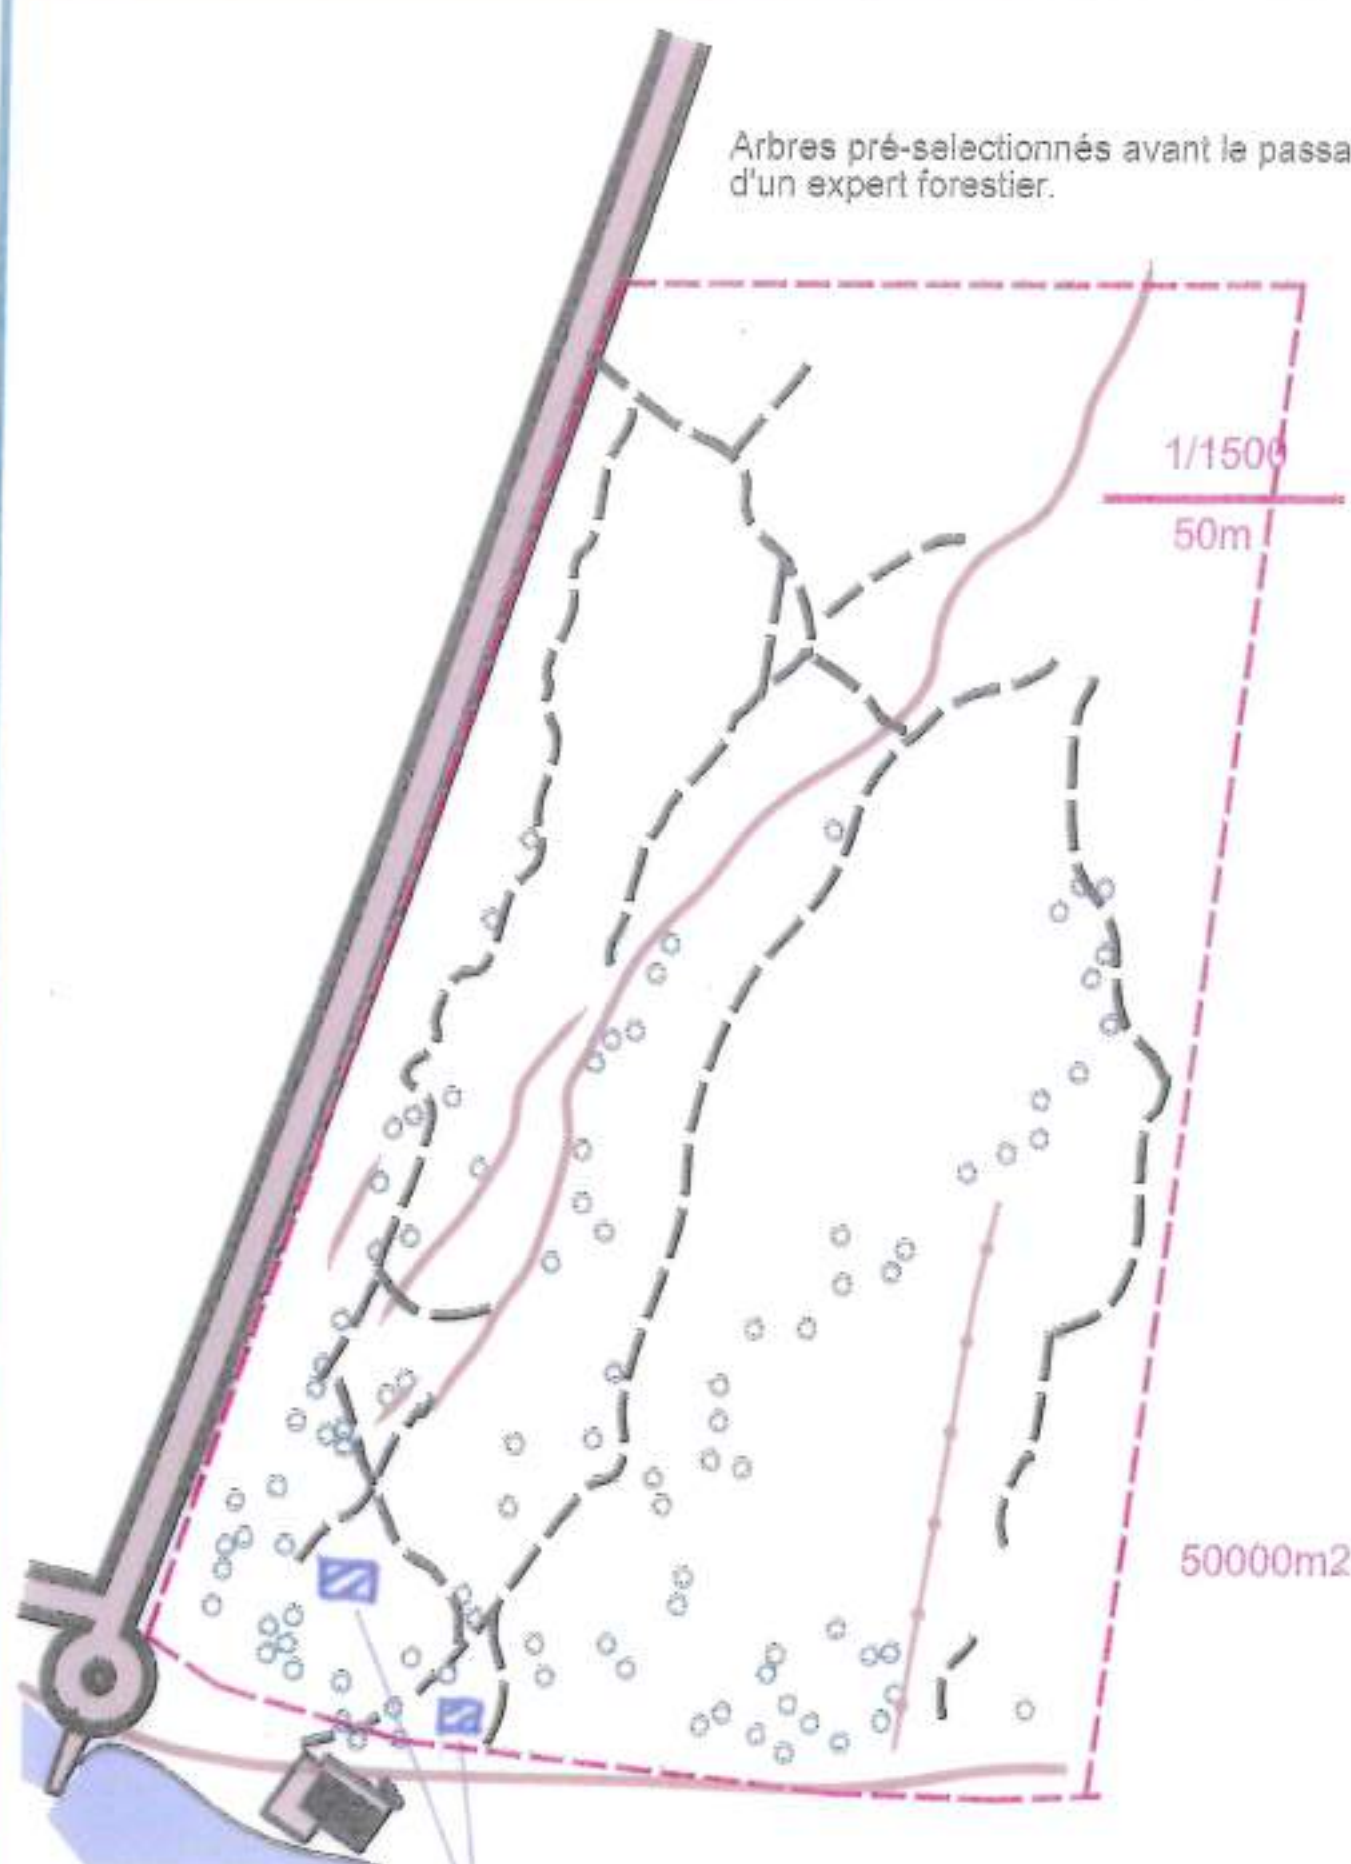 Arbres pré-selectionnés avant le passa
d'un expert forestier.
1/1500
50m
50000m2